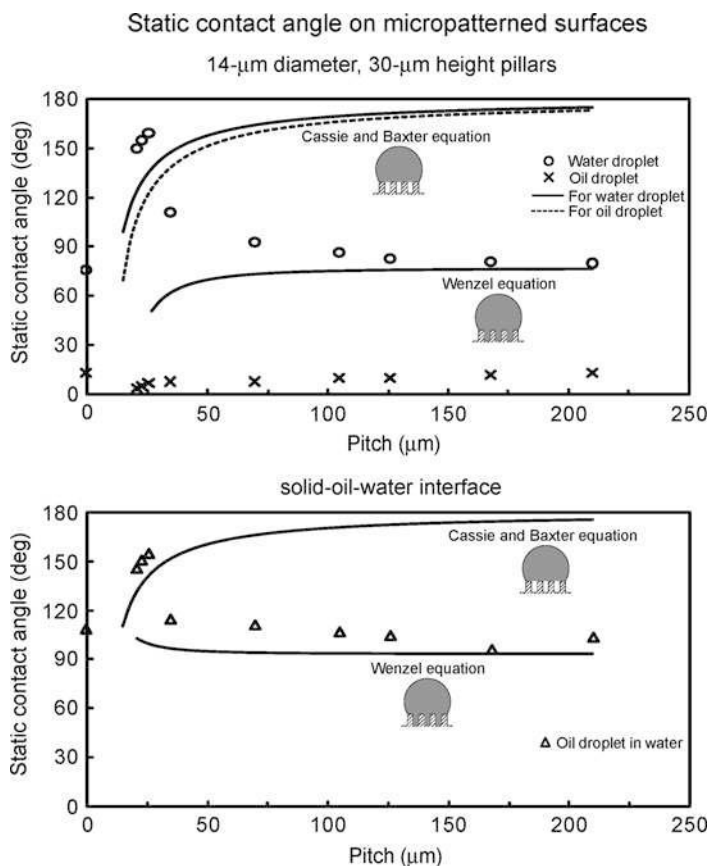 Static contact angle on micropatterned surfaces
14-μm diameter, 30-μm height pillars
Static contact angle (deg)
180
150
120
90
60
30
0
Cassie and Baxter equation
Water droplet
Oil droplet
For water droplet
For oil droplet
Wenzel equation
0 50 100 150 200 250
Pitch (μm)
solid-oil-water interface
Static contact angle (deg)
180
150
120
90
60
30
0
Cassie and Baxter equation
Wenzel equation
Oil droplet in water
0 50 100 150 200 250
Pitch (μm)